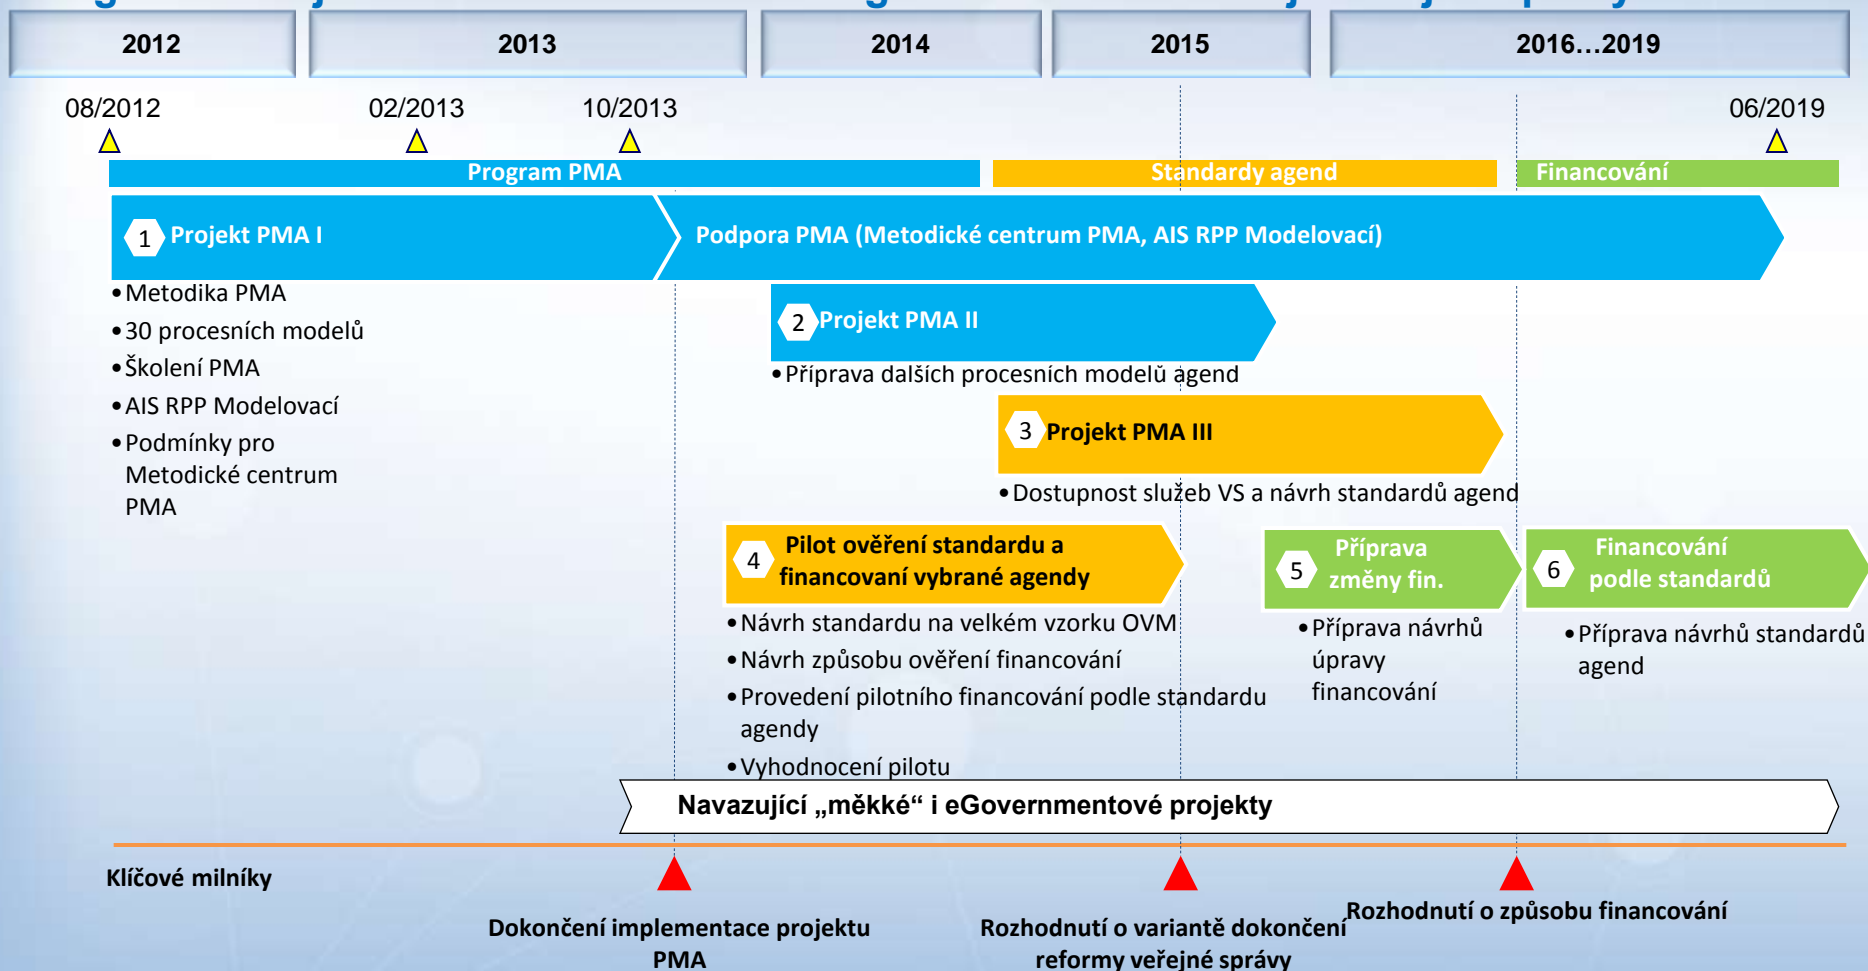 2012
2013
2014
2015
2016…2019
08/2012
02/2013
10/2013
06/2019
Program PMA
Standardy agend
Financování
1 Projekt PMA I
Podpora PMA (Metodické centrum PMA, AIS RPP Modelovací)
•Metodika PMA
•30 procesních modelů
•Školení PMA
•AIS RPP Modelovací
•Podmínky pro
Metodické centrum
PMA
2 Projekt PMA II
•Příprava dalších procesních modelů agend
3 Projekt PMA III
•Dostupnost služeb VS a návrh standardů agend
4 Pilot ověření standardu a
financovaní vybrané agendy
•Návrh standardu na velkém vzorku OVM
•Návrh způsobu ověření financování
•Provedení pilotního financování podle standardu
agendy
•Vyhodnocení pilotu
5 Příprava
změny fin.
•Příprava návrhů
úpravy
financování
6 Financování
podle standardů
•Příprava návrhů standardů
agend
Navazující „měkké“ i eGovernmentové projekty
Klíčové milníky
Dokončení implementace projektu
PMA
Rozhodnutí o variantě dokončení
reformy veřejné správy
Rozhodnutí o způsobu financování